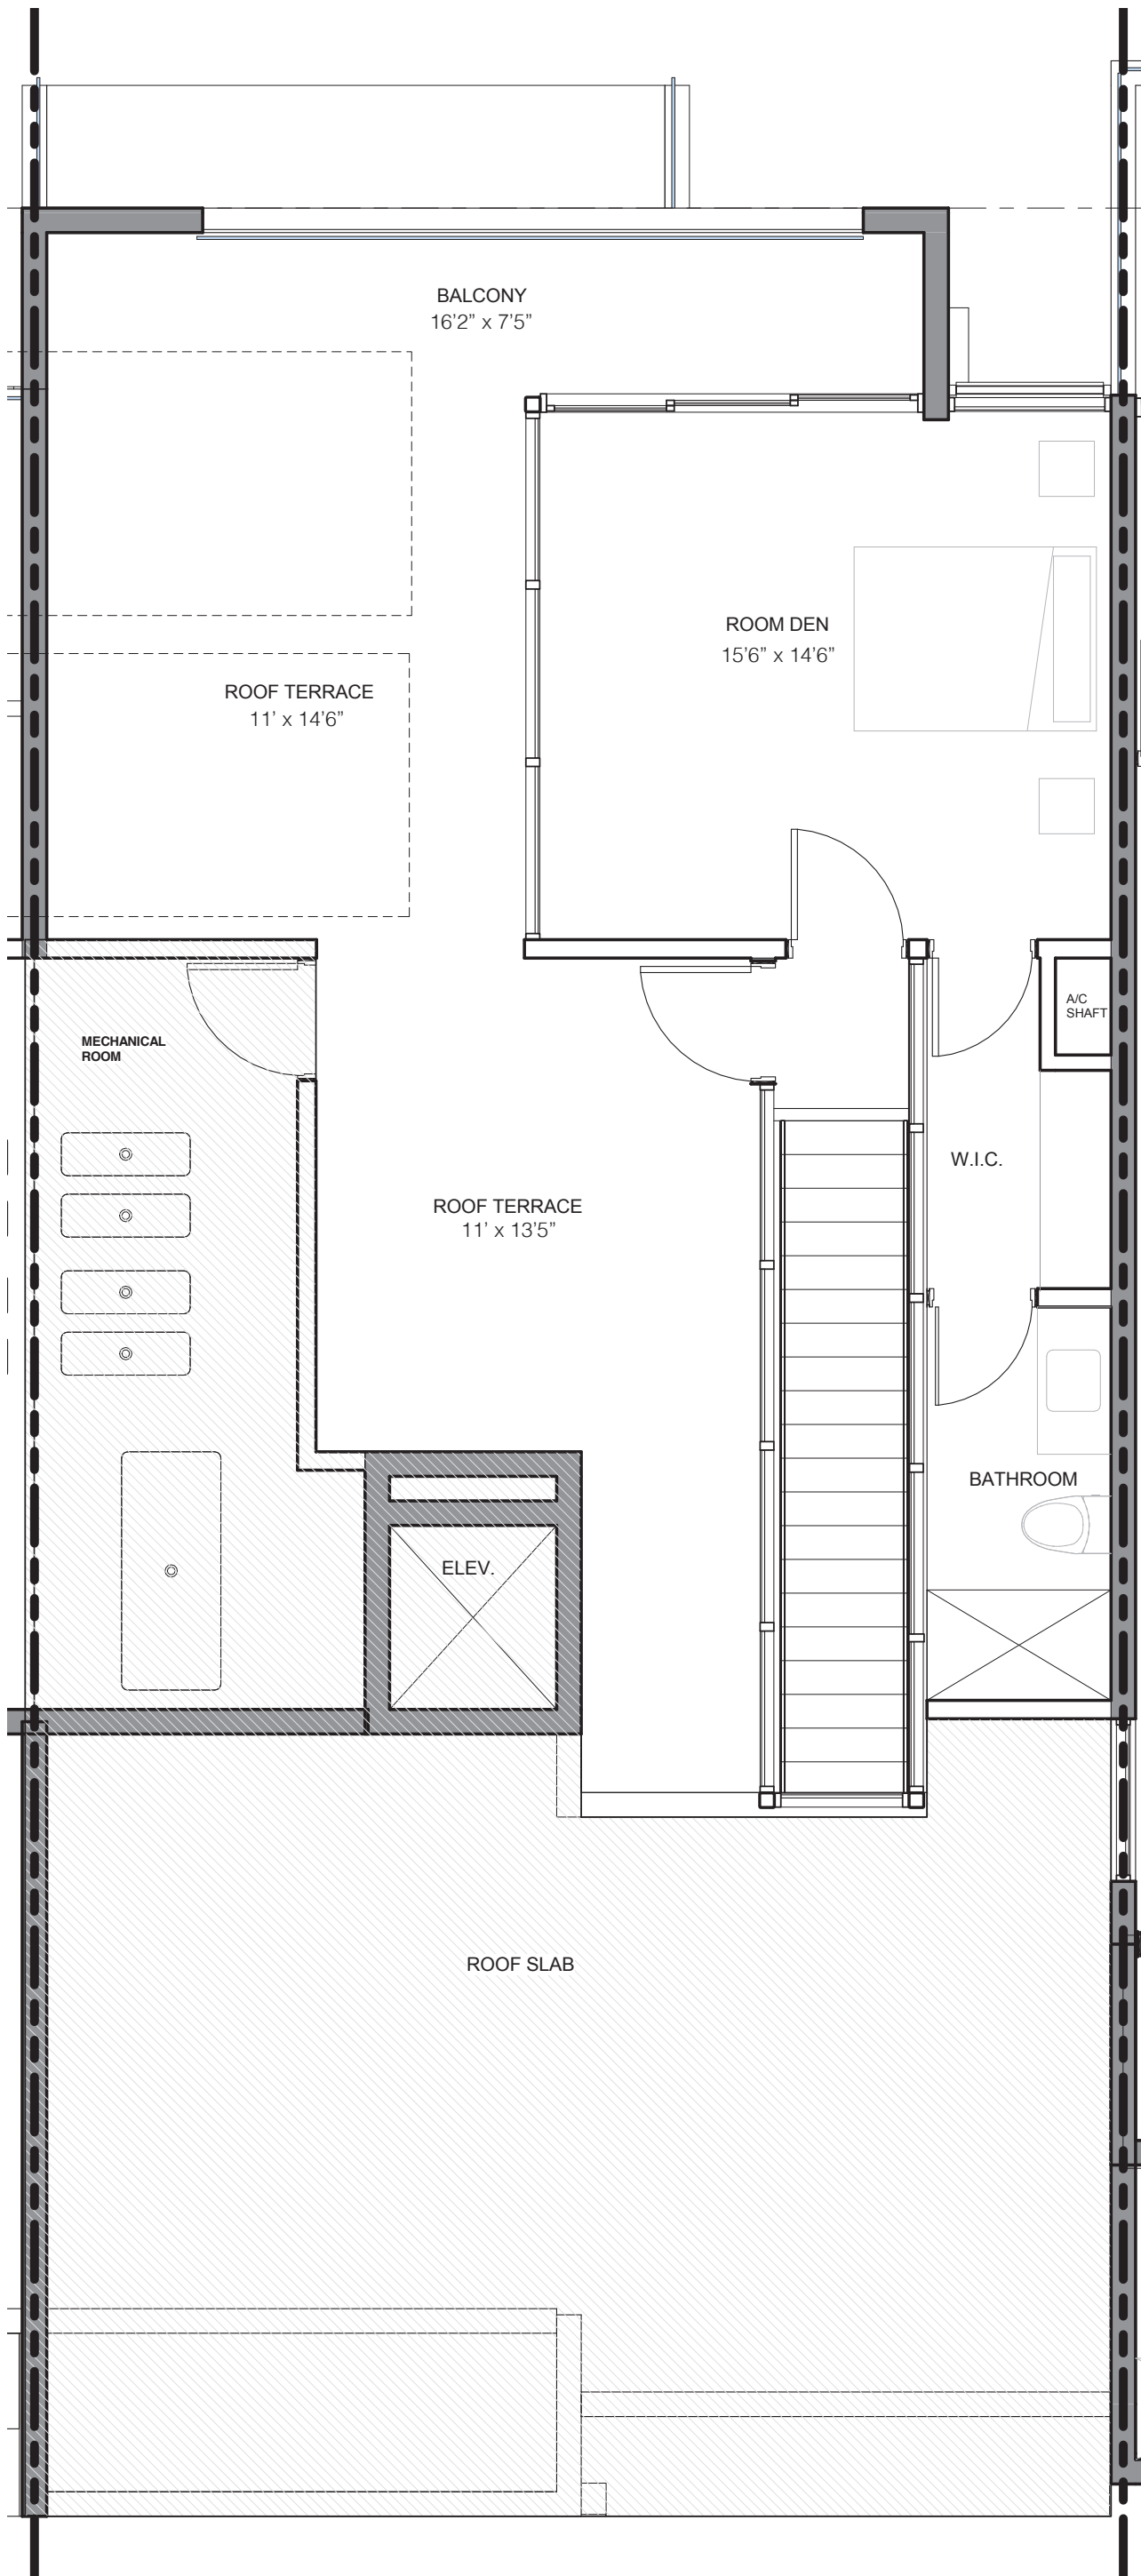 BALCONY
16’2” x 7’5”
ROOM DEN
15’6” x 14’6”
ROOF TERRACE
11’ x 14’6”
A/C
SHAFT
MECHANICAL
ROOM
W.I.C.
ROOF TERRACE
11’ x 13’5”
BATHROOM
ELEV.
ROOF SLAB